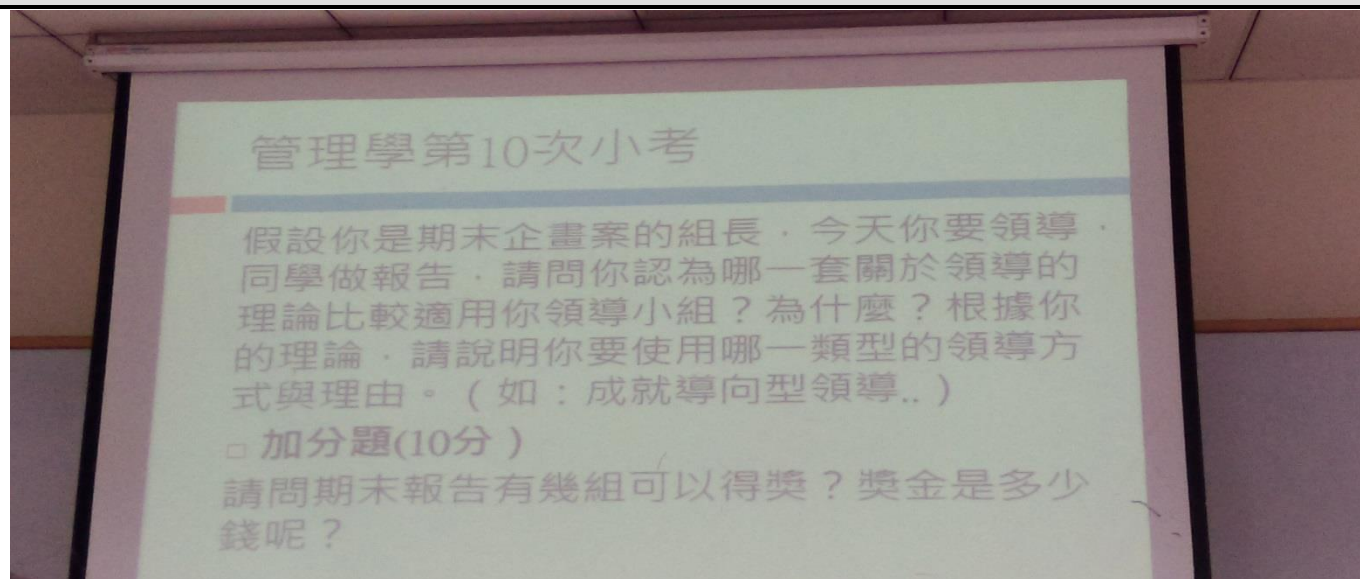 管理學第10次小考
假設你是期末企畫案的組長，今天你要領導，
同學做報告，請問你認為哪一套關於領導的
理論比較適用你領導小組？為什麼？根據你
的理論，請說明你要使用哪一類型的領導方
式與理由。（如：成就導向型領導..）
□ 加分題(10分）
請問期末報告有幾組可以得獎？獎金是多少
錢呢？